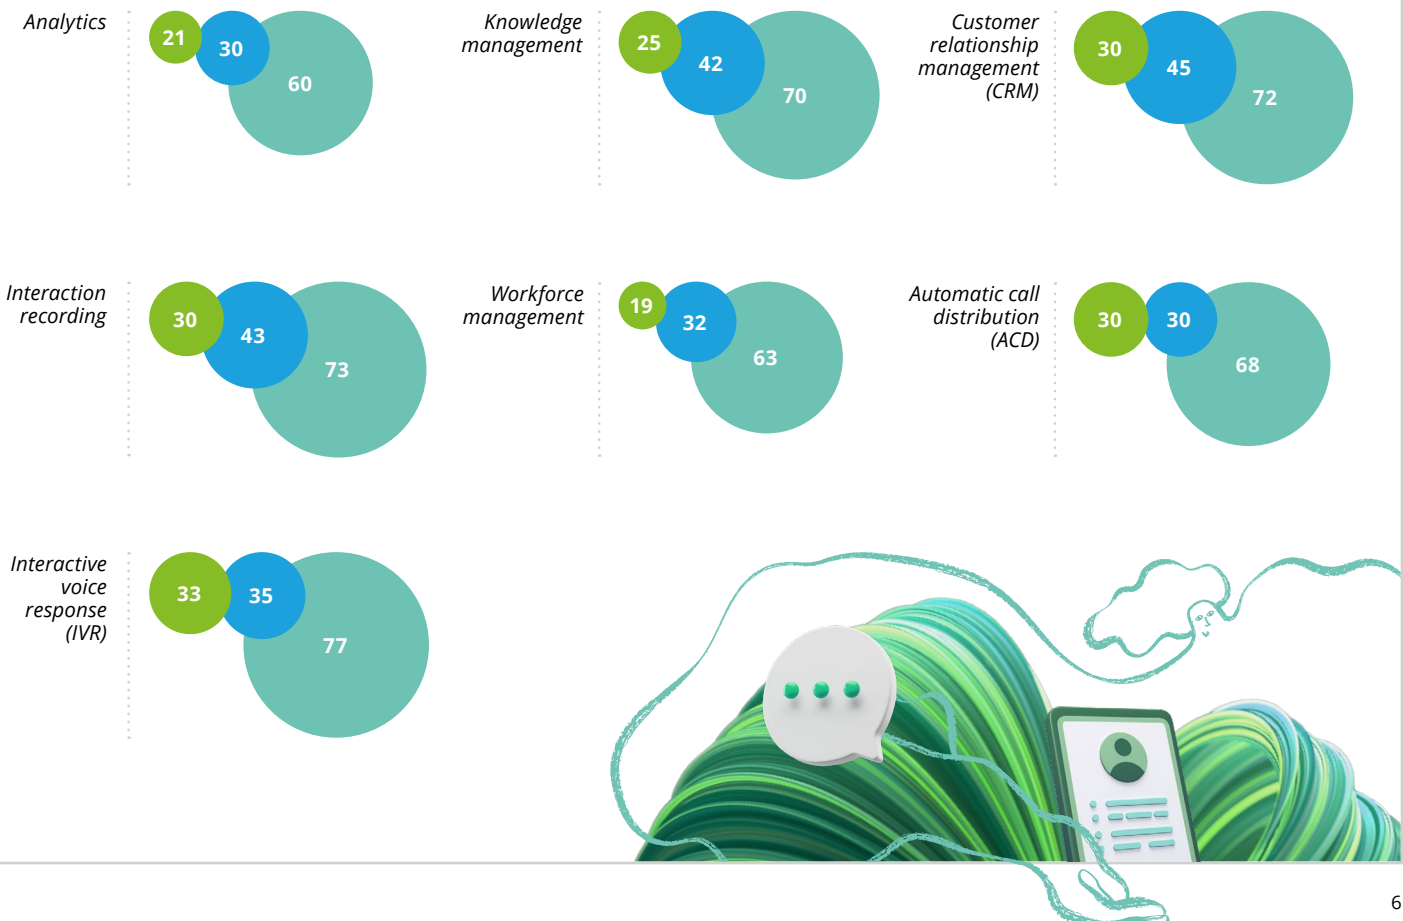 Analytics
21
30
60
Knowledge
management
25
42
70
Customer
relationship
management
(CRM)
30
45
72
Interaction
recording
30
43
73
Workforce
management
19
32
63
Automatic call
distribution
(ACD)
30
30
68
Interactive
voice
response
(IVR)
33
35
77
6